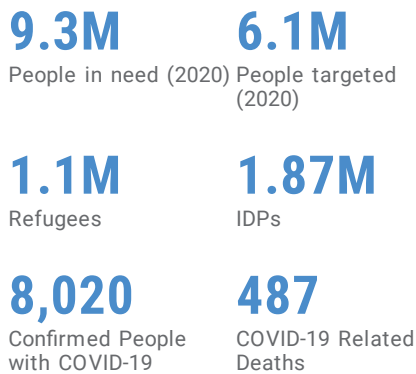 9.3M
People in need (2020)
6.1M
People targeted
(2020)
1.1M
Refugees
1.87M
IDPs
8,020
Confirmed People
with COVID-19
487
COVID-19 Related
Deaths